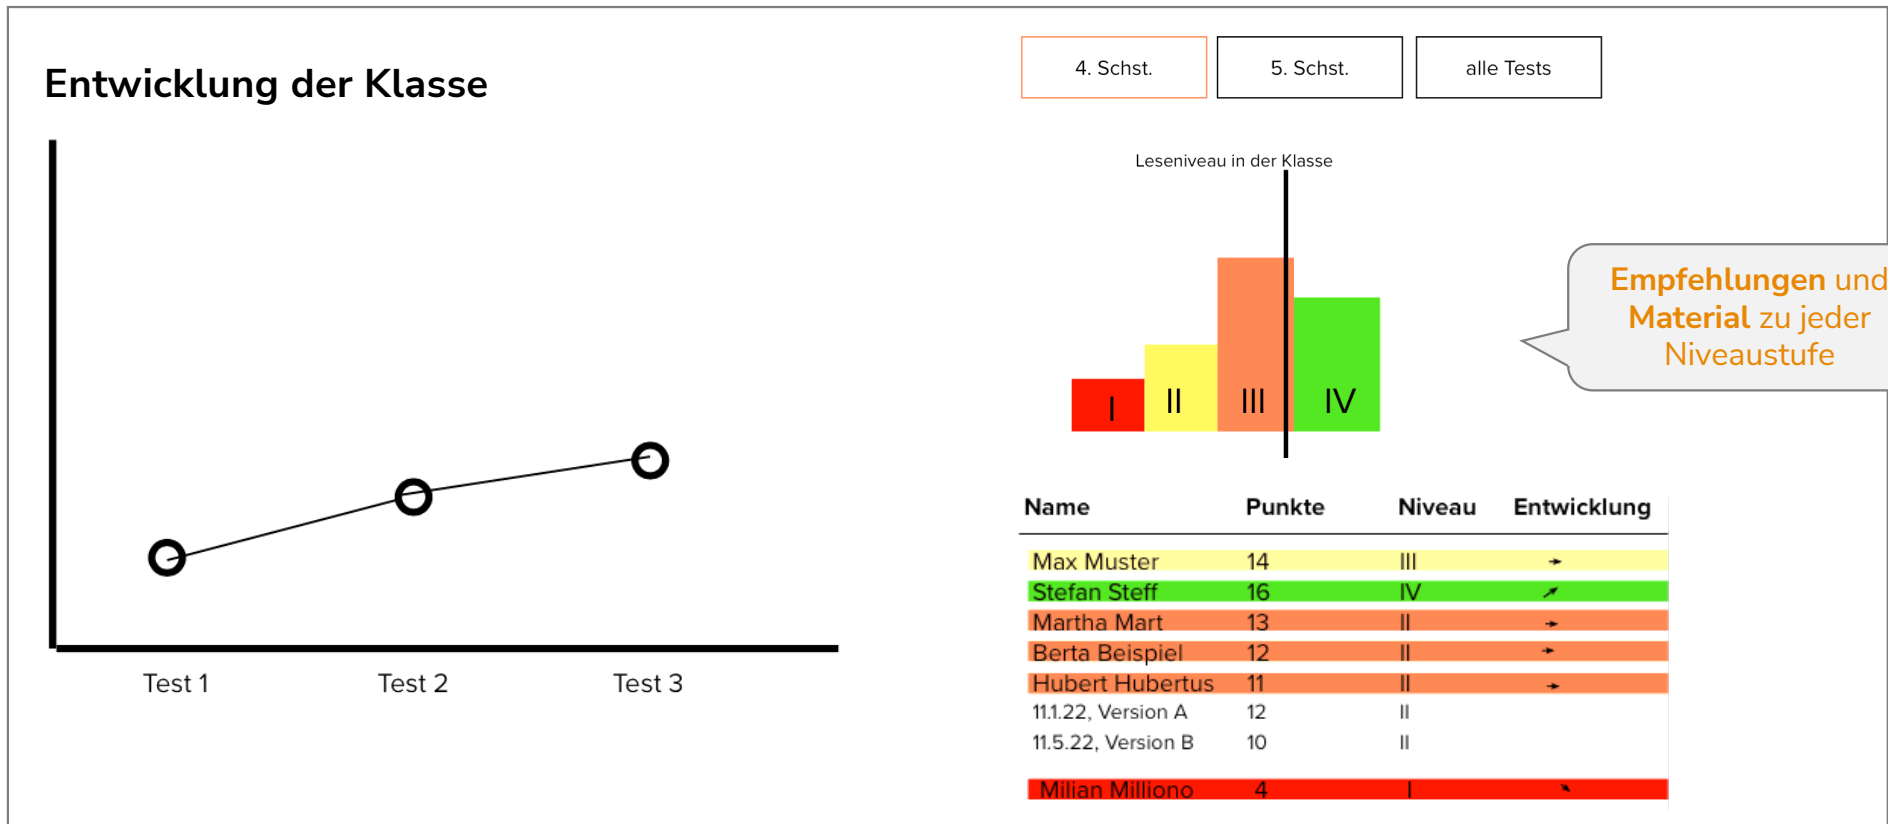 Entwicklung der Klasse
Test 1 Test 2 Test 3
4. Schst. 5. Schst. alle Tests
Leseniveau in der Klasse
I II III IV
Empfehlungen und
Material zu jeder
Niveaustufe
Name Punkte Niveau Entwicklung
Max Muster 14 III
Stefan Steff 16 IV
Martha Mart 13 II
Berta Beispiel 12 II
Hubert Hubertus 11 II
11.1.22, Version A 12 II
11.5.22, Version B 10 II
Milian Milliono 4 I